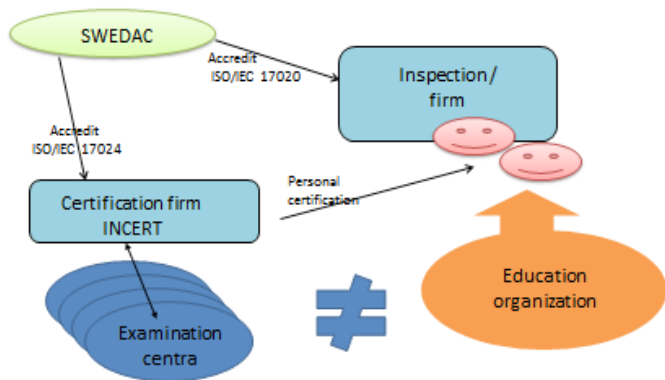 SWEDAC
Accredit
ISO/IEC 17020
Inspection/
firm
Accredit
ISO/IEC 17024
Personal
certification
Certification firm
INCERT
Education
organization
Examination
centra